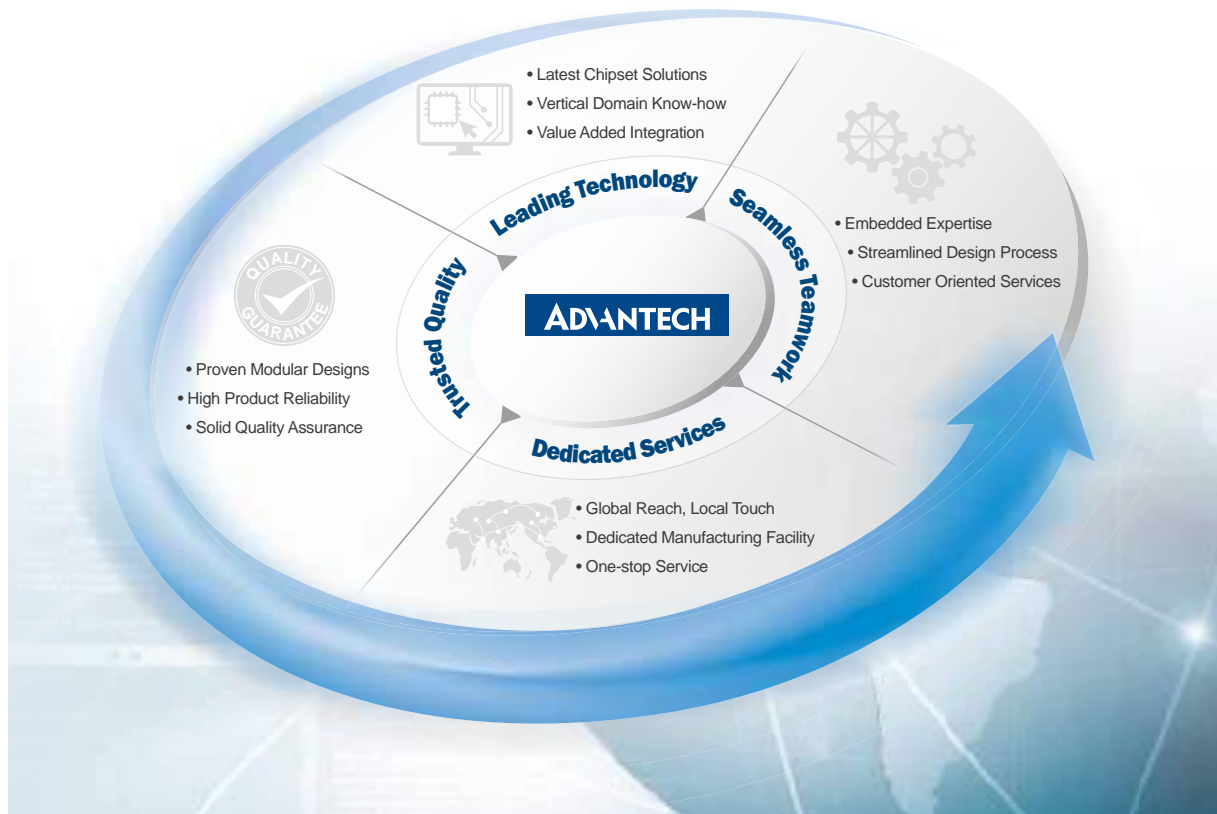 • Latest Chipset Solutions
• Vertical Domain Know-how
• Value Added Integration
Leading Technology
Seamless Teamwork
• Embedded Expertise
• Streamlined Design Process
• Customer Oriented Services
QUALITY
GUARANTEE
Trusted Quality
• Proven Modular Designs
• High Product Reliability
• Solid Quality Assurance
ADVANTECH
Dedicated Services
• Global Reach, Local Touch
• Dedicated Manufacturing Facility
• One-stop Service